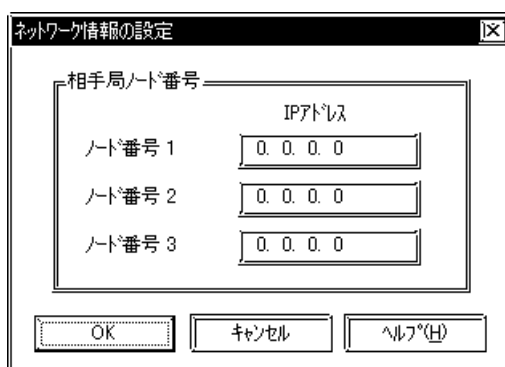 ネットワーク情報の設定
相手局ノード番号
IPアドレス
ノード番号 1 0. 0. 0. 0
ノード番号 2 0. 0. 0. 0
ノード番号 3 0. 0. 0. 0
OK キャンセル ヘルプ(H)